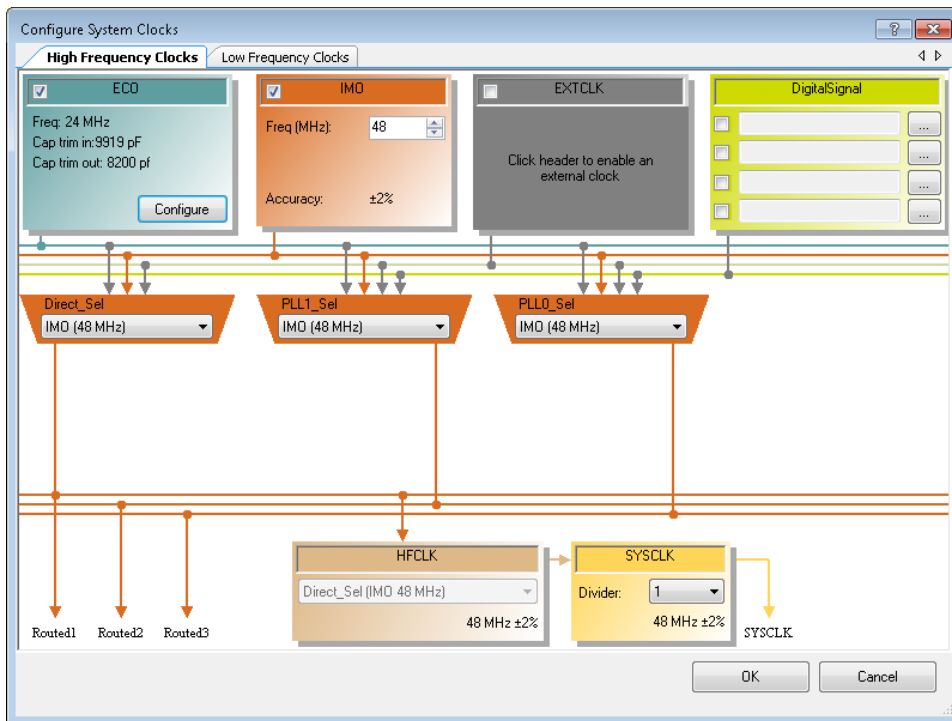 Configure System Clocks
High Frequency Clocks Low Frequency Clocks
ECO
Freq: 24 MHz
Cap trim in:9919 pF
Cap trim out: 8200 pf
Configure
IMO
Freq (MHz): 48
Accuracy: ±2%
EXTCLK
Click header to enable an
external clock
DigitalSignal
...
...
...
...
Direct_Sel
IMO (48 MHz)
PLL1_Sel
IMO (48 MHz)
PLL0_Sel
IMO (48 MHz)
HFCLK
Direct_Sel (IMO 48 MHz)
48 MHz ±2%
SYSCLK
Divider: 1
48 MHz ±2%
Routed1 Routed2 Routed3
SYSCLK
OK Cancel